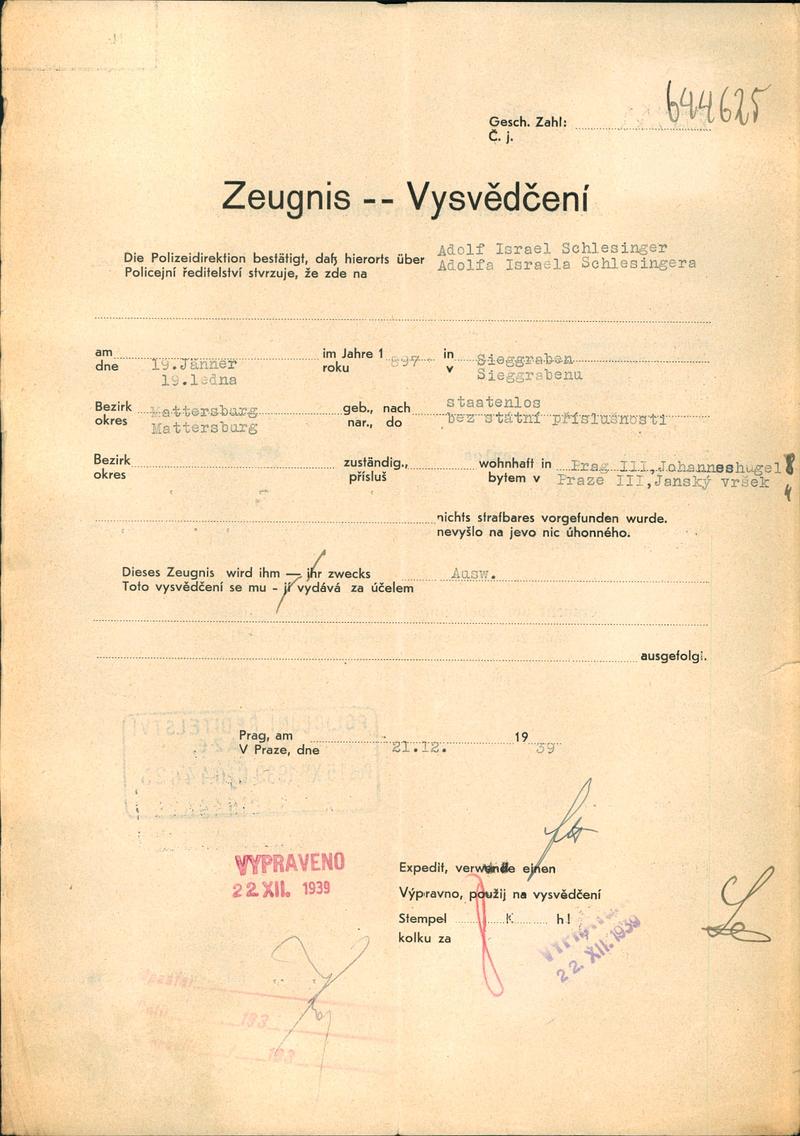 644625
Gesch. Zahl:
Č. j.
Zeugnis -- Vysvědčení
Die Polizeidirektion bestätigt, daß hierorts über Adolf Israel Schlesinger
Policejní ředitelství stvrzuje, že zde na Adolfa Israela Schlesingera
am 19.Jänner im Jahre 1 897 in Sieggraben
dne 19.ledna roku v Sieggrabenu
Bezirk Mattersburg geb., nach staatenlos
okres Mattersburg nar., do bez státní příslušnosti
Bezirk zuständig., wohnhaft in Prag III,Johanneshugel 8
okres přísluš bytem v Praze III,Janský vršek 4
nichts strafbares vorgefunden wurde.
nevyšlo na jevo nic úhonného.
Dieses Zeugnis wird ihm — ihr zwecks Ausw.
Toto vysvědčení se mu - jí vydává za účelem
ausgefolgt.
Prag, am 21.12. 19 39
V Praze, dne
VYPRAVENO
22 XII. 1939
Expedit, verwende einen
Výpravno, použij na vysvědčení
Stempel K h!
kolku za
22. XII. 1939
193
193